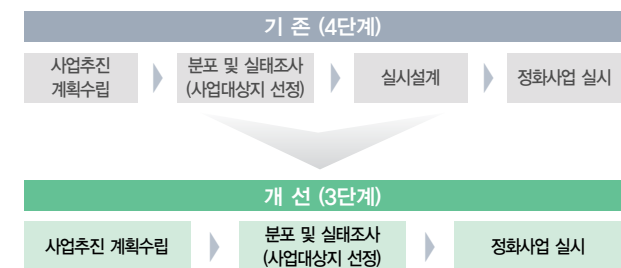 기 존 (4단계)
사업추진
계획수립
분포 및 실태조사
(사업대상지 선정)
실시설계
정화사업 실시
개 선 (3단계)
사업추진 계획수립
분포 및 실태조사
(사업대상지 선정)
정화사업 실시